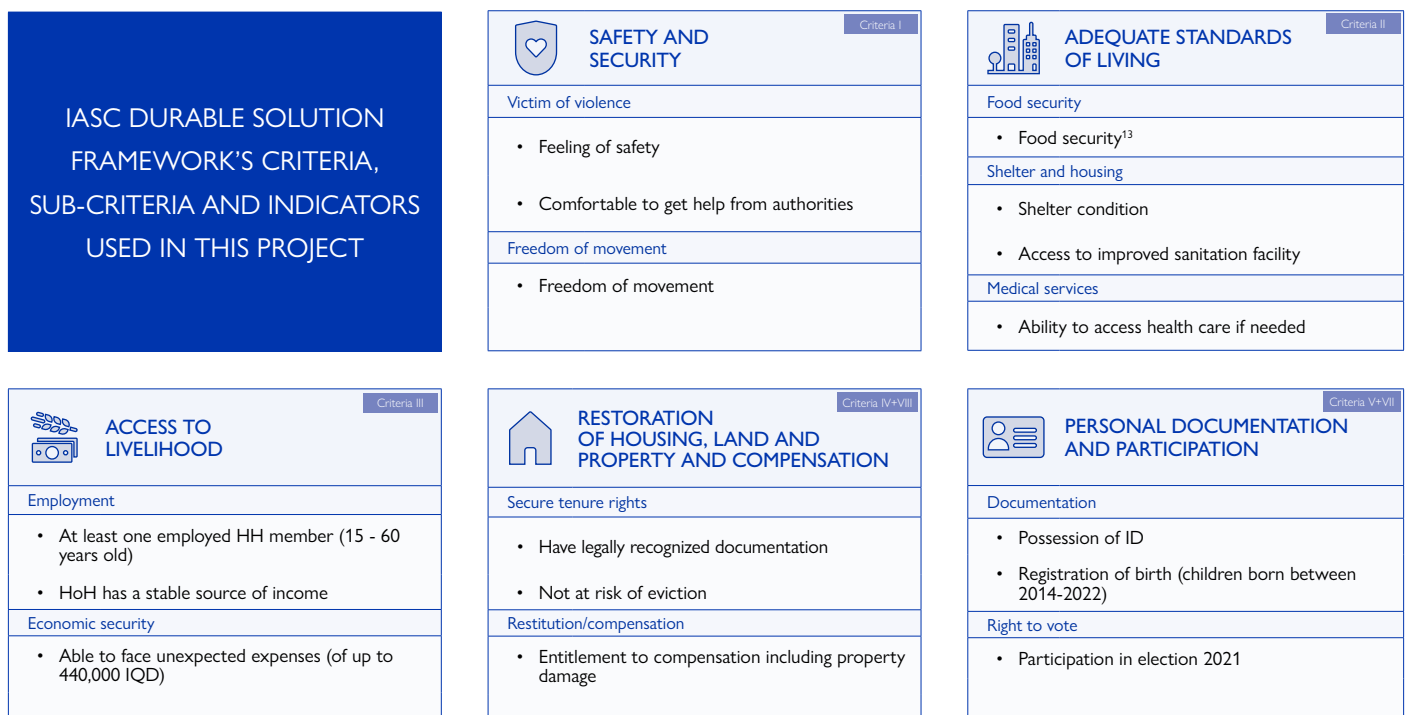 IASC DURABLE SOLUTION
FRAMEWORK'S CRITERIA,
SUB-CRITERIA AND INDICATORS
USED IN THIS PROJECT
Criteria I
SAFETY AND
SECURITY
Victim of violence
• Feeling of safety
• Comfortable to get help from authorities
Freedom of movement
• Freedom of movement
Criteria II
ADEQUATE STANDARDS
OF LIVING
Food security
• Food security¹³
Shelter and housing
• Shelter condition
• Access to improved sanitation facility
Medical services
• Ability to access health care if needed
Criteria III
ACCESS TO
LIVELIHOOD
Employment
• At least one employed HH member (15 - 60
years old)
• HoH has a stable source of income
Economic security
• Able to face unexpected expenses (of up to
440,000 IQD)
Criteria IV+VIII
RESTORATION
OF HOUSING, LAND AND
PROPERTY AND COMPENSATION
Secure tenure rights
• Have legally recognized documentation
• Not at risk of eviction
Restitution/compensation
• Entitlement to compensation including property
damage
Criteria V+VII
PERSONAL DOCUMENTATION
AND PARTICIPATION
Documentation
• Possession of ID
• Registration of birth (children born between
2014-2022)
Right to vote
• Participation in election 2021